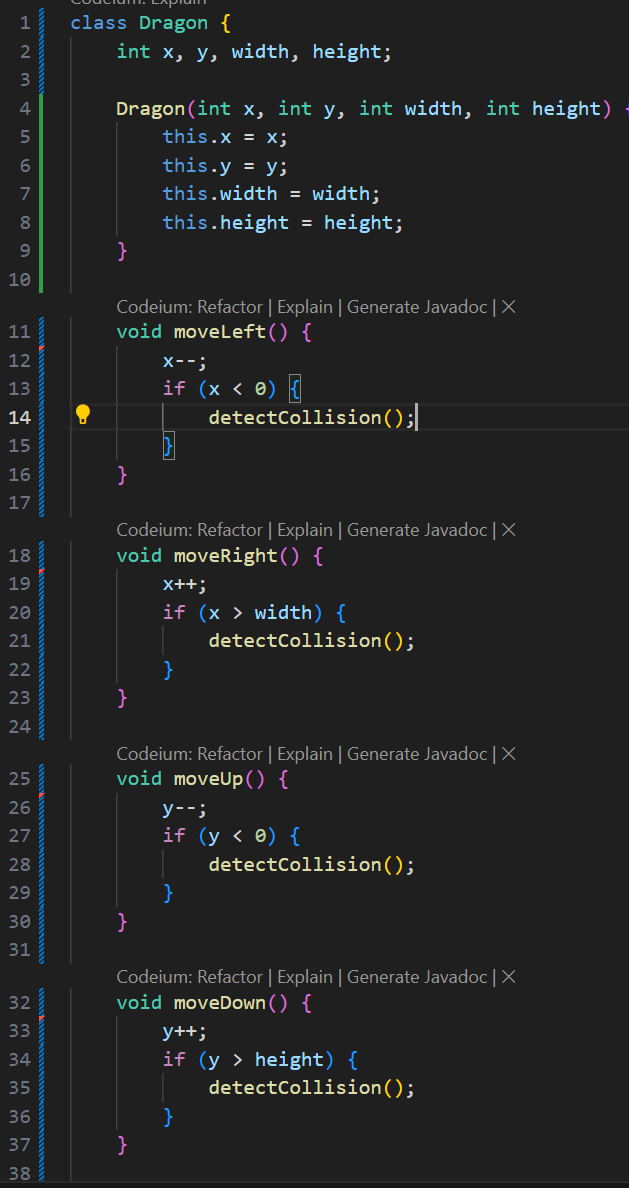 Codeium: Explain
1 class Dragon {
2     int x, y, width, height;
3
4     Dragon(int x, int y, int width, int height) {
5         this.x = x;
6         this.y = y;
7         this.width = width;
8         this.height = height;
9     }
10
Codeium: Refactor | Explain | Generate Javadoc | ×
11     void moveLeft() {
12         x--;
13         if (x < 0) {
14             detectCollision();
15         }
16     }
17
Codeium: Refactor | Explain | Generate Javadoc | ×
18     void moveRight() {
19         x++;
20         if (x > width) {
21             detectCollision();
22         }
23     }
24
Codeium: Refactor | Explain | Generate Javadoc | ×
25     void moveUp() {
26         y--;
27         if (y < 0) {
28             detectCollision();
29         }
30     }
31
Codeium: Refactor | Explain | Generate Javadoc | ×
32     void moveDown() {
33         y++;
34         if (y > height) {
35             detectCollision();
36         }
37     }
38